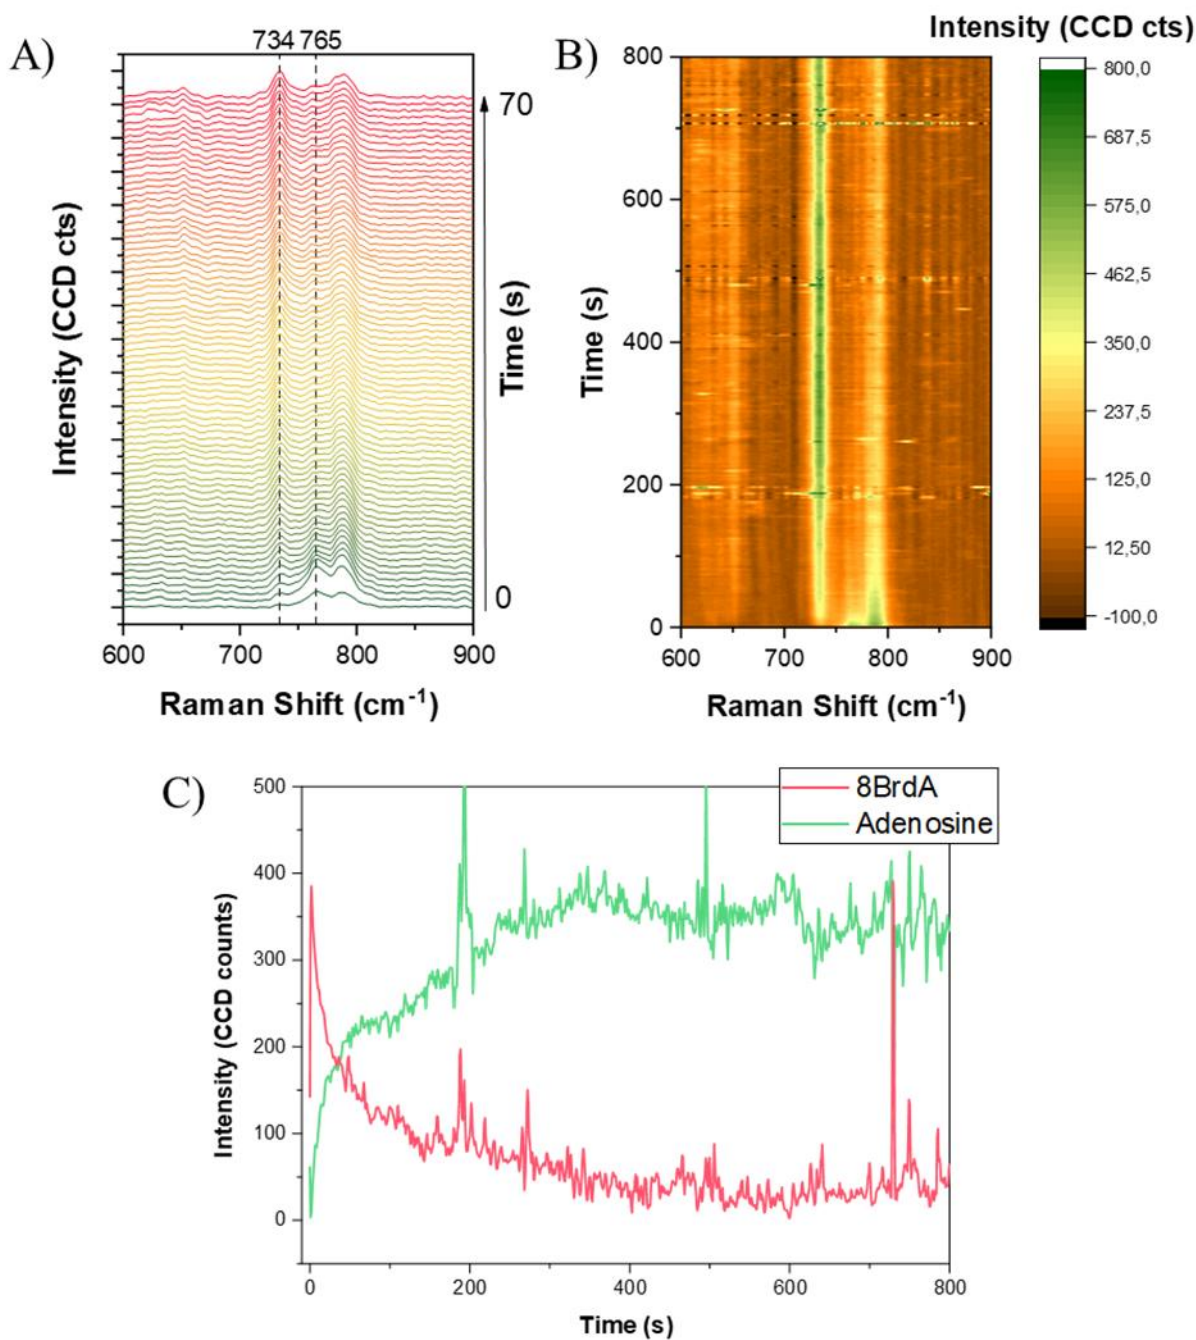 A)
734 765
70
0
Intensity (CCD cts)
Time (s)
600 700 800 900
Raman Shift (cm-1)
B)
Intensity (CCD cts)
800
600
400
200
0
Time (s)
600 700 800 900
Raman Shift (cm-1)
800,0
687,5
575,0
462,5
350,0
237,5
125,0
12,50
-100,0
C)
8BrdA
Adenosine
500
400
300
200
100
0
Intensity (CCD counts)
0 200 400 600 800
Time (s)